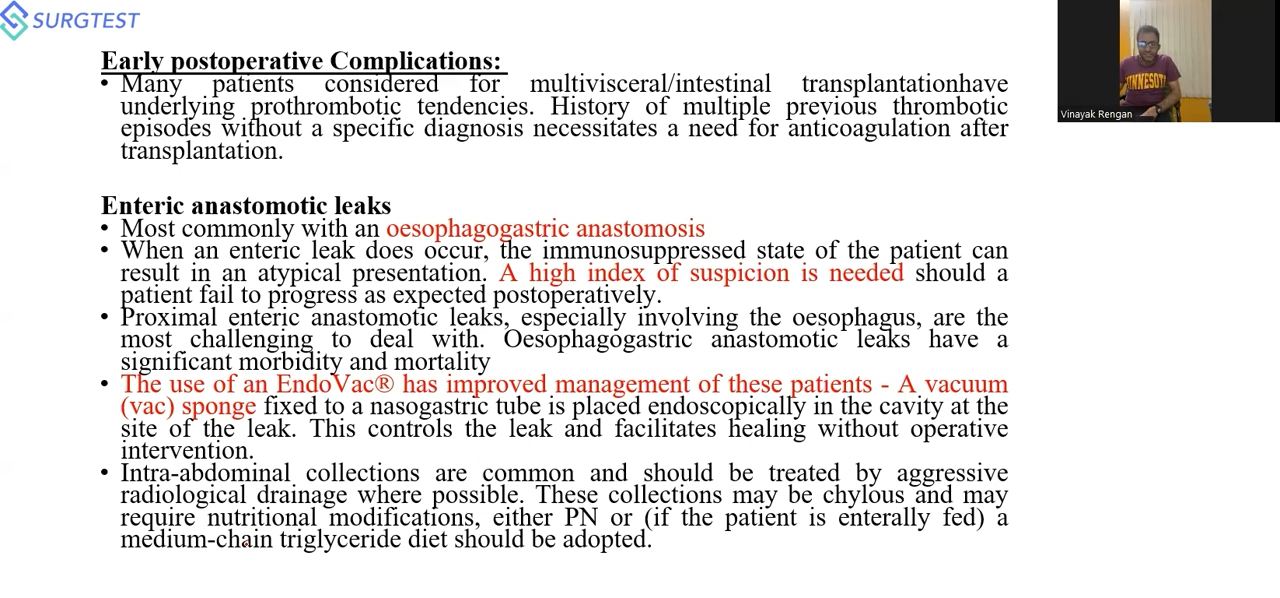 SURGTEST
Early postoperative Complications:
• Many patients considered for multivisceral/intestinal transplantationhave
underlying prothrombotic tendencies. History of multiple previous thrombotic
episodes without a specific diagnosis necessitates a need for anticoagulation after
transplantation.
Enteric anastomotic leaks
• Most commonly with an oesophagogastric anastomosis
• When an enteric leak does occur, the immunosuppressed state of the patient can
result in an atypical presentation. A high index of suspicion is needed should a
patient fail to progress as expected postoperatively.
• Proximal enteric anastomotic leaks, especially involving the oesophagus, are the
most challenging to deal with. Oesophagogastric anastomotic leaks have a
significant morbidity and mortality
• The use of an EndoVac® has improved management of these patients - A vacuum
(vac) sponge fixed to a nasogastric tube is placed endoscopically in the cavity at the
site of the leak. This controls the leak and facilitates healing without operative
intervention.
• Intra-abdominal collections are common and should be treated by aggressive
radiological drainage where possible. These collections may be chylous and may
require nutritional modifications, either PN or (if the patient is enterally fed) a
medium-chain triglyceride diet should be adopted.
INNESOT
Vinayak Rengan